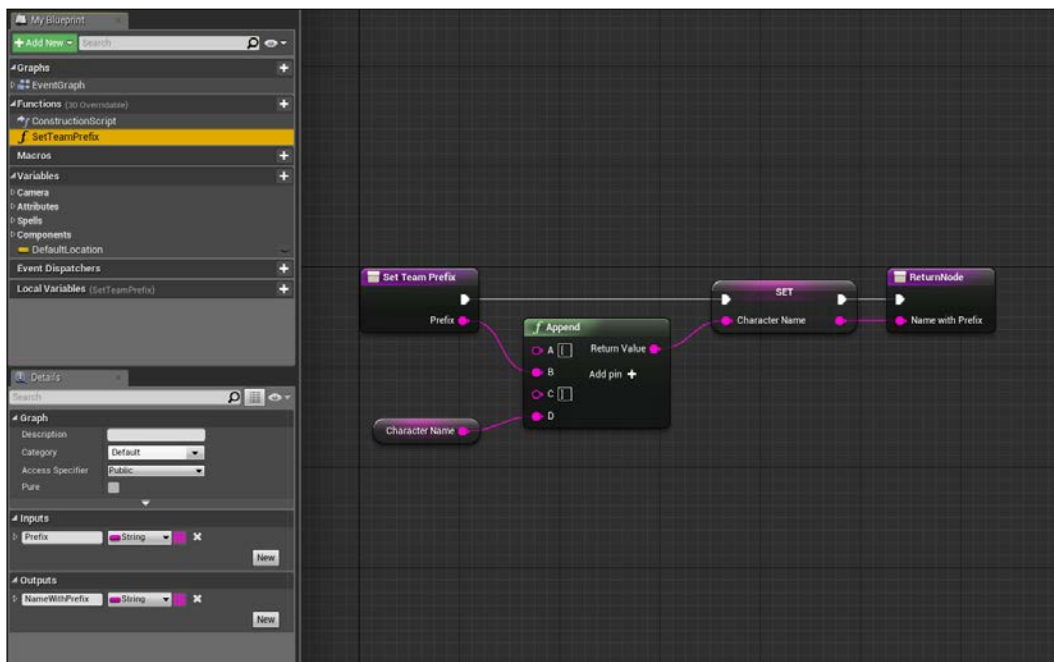 My Blueprint
Add New Search
Graphs
EventGraph
Functions (30 Overridable)
ConstructionScript
f SetTeamPrefix
Macros
Variables
Camera
Attributes
Spells
Components
DefaultLocation
Event Dispatchers
Local Variables (SetTeamPrefix)
Details
Search
Graph
Description
Category Default
Access Specifier Public
Pure
Inputs
Prefix String
New
Outputs
NameWithPrefix String
New
Set Team Prefix
Prefix
f Append
A [ Return Value
B Add pin +
C ]
D
Character Name
SET
Character Name
ReturnNode
Name with Prefix